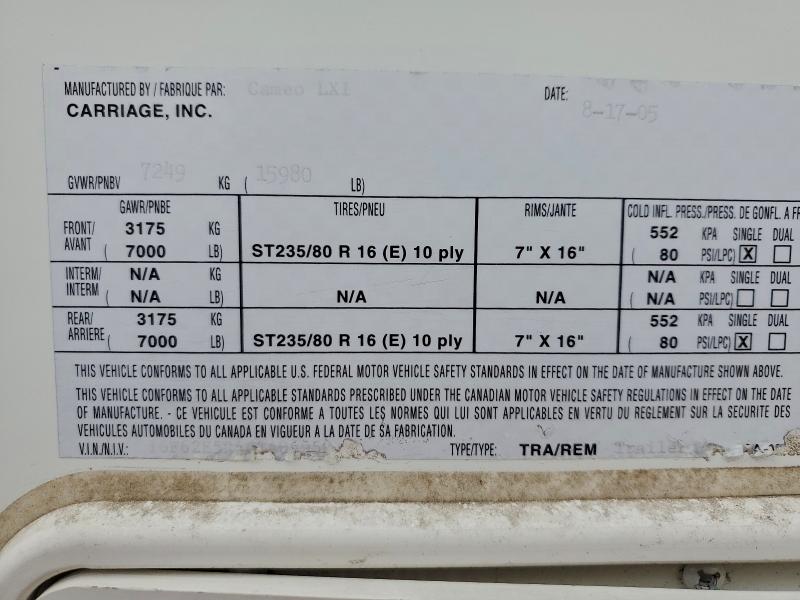 MANUFACTURED BY / FABRIQUE PAR: Cameo LXI DATE: 8-17-05
CARRIAGE, INC.
GVWR/PNBV 7249 KG ( 15980 LB)
GAWR/PNBE TIRES/PNEU RIMS/JANTE COLD INFL. PRESS./PRESS. DE GONFL. A
FRONT/ 3175 KG 552 KPA SINGLE DUAL
AVANT ( 7000 LB) ST235/80 R 16 (E) 10 ply 7" X 16" ( 80 PSI/LPC) X
INTERM/ N/A KG N/A KPA SINGLE DUAL
INTERM ( N/A LB) N/A N/A ( N/A PSI/LPC)
REAR/ 3175 KG 552 KPA SINGLE DUAL
ARRIERE ( 7000 LB) ST235/80 R 16 (E) 10 ply 7" X 16" ( 80 PSI/LPC) X
THIS VEHICLE CONFORMS TO ALL APPLICABLE U.S. FEDERAL MOTOR VEHICLE SAFETY STANDARDS IN EFFECT ON THE DATE OF MANUFACTURE SHOWN ABOVE.
THIS VEHICLE CONFORMS TO ALL APPLICABLE STANDARDS PRESCRIBED UNDER THE CANADIAN MOTOR VEHICLE SAFETY REGULATIONS IN EFFECT ON THE DATE
OF MANUFACTURE. - CE VEHICULE EST CONFORME A TOUTES LES NORMES QUI LUI SONT APPLICABLES EN VERTU DU REGLEMENT SUR LA SECURITE DES
VEHICULES AUTOMOBILES DU CANADA EN VIGUEUR A LA DATE DE SA FABRICATION.
V.I.N./N.I.V.: TYPE/TYPE: TRA/REM Trailer